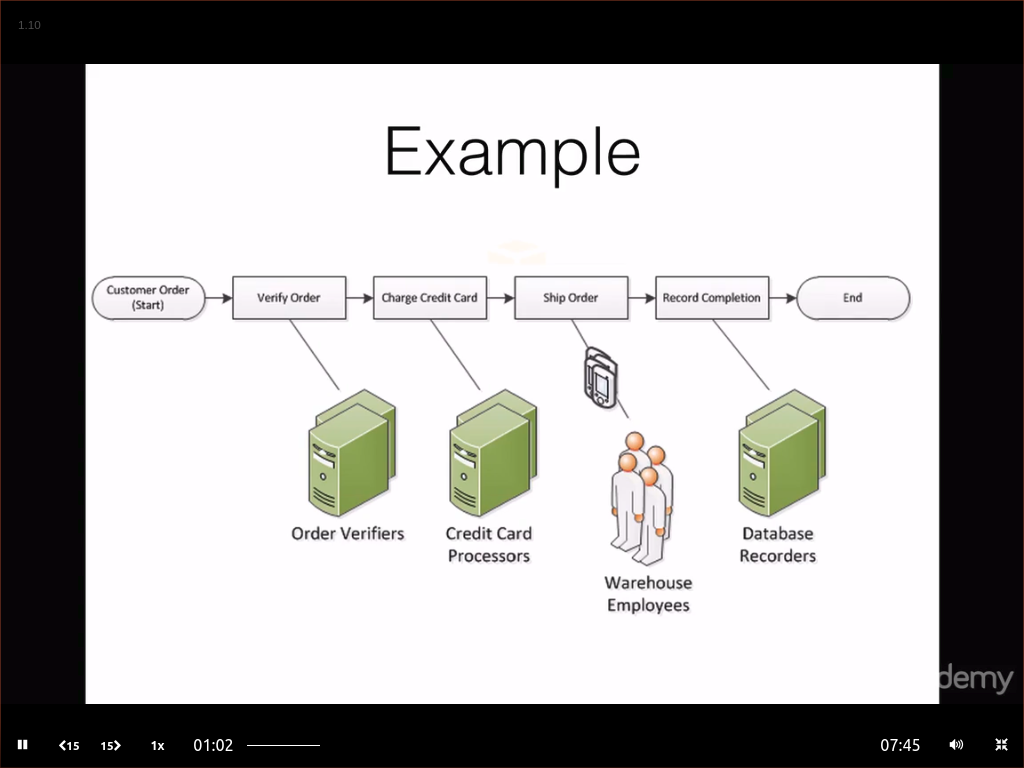 1.10
Example
Customer Order
(Start)
Verify Order
Charge Credit Card
Ship Order
Record Completion
End
Order Verifiers
Credit Card
Processors
Warehouse
Employees
Database
Recorders
demy
15
15
1x
01:02
07:45